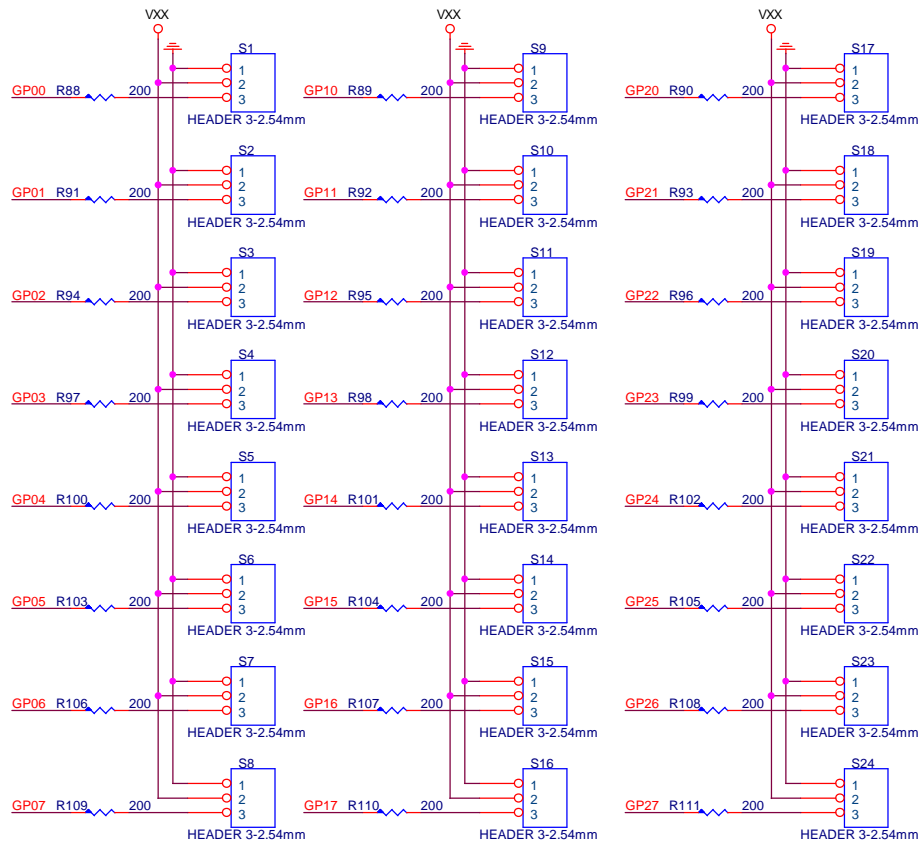 VXX VXX VXX
S1 S9 S17
1 1 1
2 2 2
GP00 R88 200 3 GP10 R89 200 3 GP20 R90 200 3
HEADER 3-2.54mm HEADER 3-2.54mm HEADER 3-2.54mm
S2 S10 S18
1 1 1
2 2 2
GP01 R91 200 3 GP11 R92 200 3 GP21 R93 200 3
HEADER 3-2.54mm HEADER 3-2.54mm HEADER 3-2.54mm
S3 S11 S19
1 1 1
2 2 2
GP02 R94 200 3 GP12 R95 200 3 GP22 R96 200 3
HEADER 3-2.54mm HEADER 3-2.54mm HEADER 3-2.54mm
S4 S12 S20
1 1 1
2 2 2
GP03 R97 200 3 GP13 R98 200 3 GP23 R99 200 3
HEADER 3-2.54mm HEADER 3-2.54mm HEADER 3-2.54mm
S5 S13 S21
1 1 1
2 2 2
GP04 R100 200 3 GP14 R101 200 3 GP24 R102 200 3
HEADER 3-2.54mm HEADER 3-2.54mm HEADER 3-2.54mm
S6 S14 S22
1 1 1
2 2 2
GP05 R103 200 3 GP15 R104 200 3 GP25 R105 200 3
HEADER 3-2.54mm HEADER 3-2.54mm HEADER 3-2.54mm
S7 S15 S23
1 1 1
2 2 2
GP06 R106 200 3 GP16 R107 200 3 GP26 R108 200 3
HEADER 3-2.54mm HEADER 3-2.54mm HEADER 3-2.54mm
S8 S16 S24
1 1 1
2 2 2
GP07 R109 200 3 GP17 R110 200 3 GP27 R111 200 3
HEADER 3-2.54mm HEADER 3-2.54mm HEADER 3-2.54mm